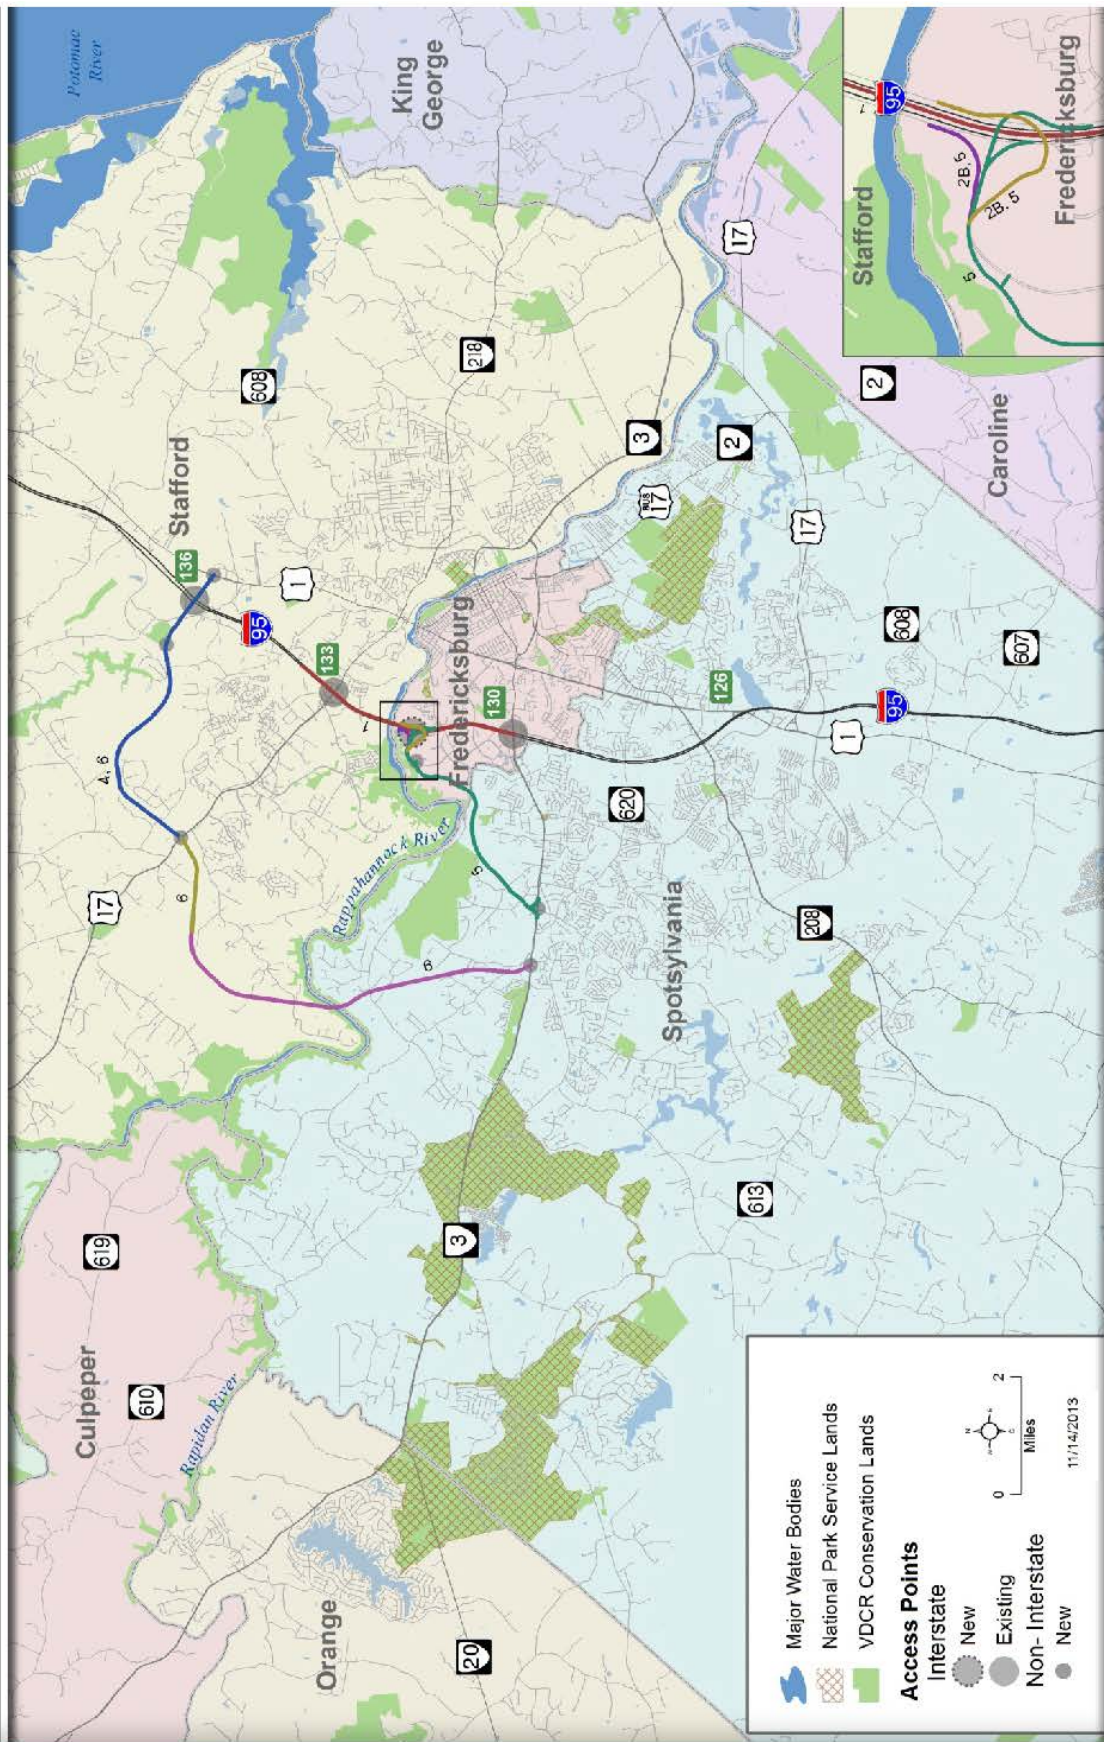 Potomac
River
King
George
Stafford
Culpeper
Orange
Spotsylvania
Fredericksburg
Caroline
Rappahannock River
Rapidan River
608
218
3
17
136
1
95
133
1
130
4, 6
17
6
6
5
BUS
17
2
17
2
608
607
126
95
1
620
208
613
3
619
610
20
Stafford
1
95
2B, 5
2B, 5
5
Fredericksburg
Major Water Bodies
National Park Service Lands
VDCR Conservation Lands
Access Points
Interstate
New
Existing
Non- Interstate
New
N
0
2
Miles
11/14/2013